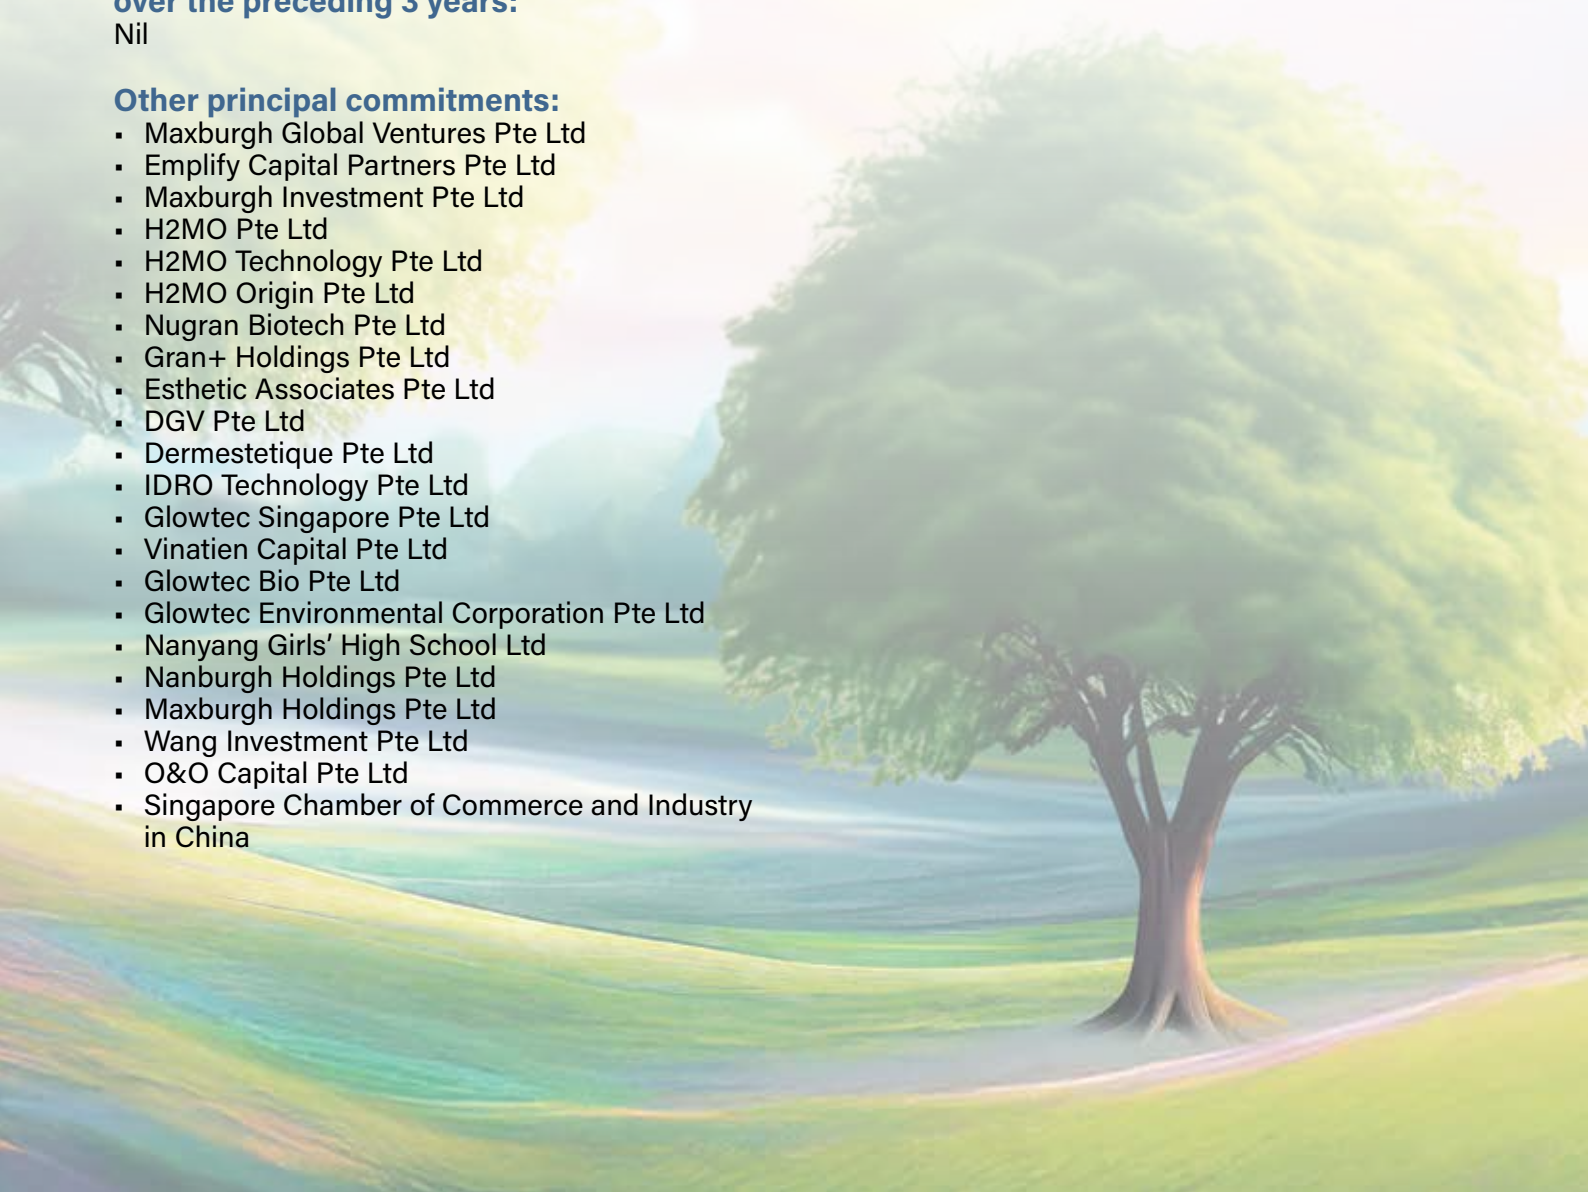 over the preceding 3 years:
Nil
Other principal commitments:
▪ Maxburgh Global Ventures Pte Ltd
▪ Emplify Capital Partners Pte Ltd
▪ Maxburgh Investment Pte Ltd
▪ H2MO Pte Ltd
▪ H2MO Technology Pte Ltd
▪ H2MO Origin Pte Ltd
▪ Nugran Biotech Pte Ltd
▪ Gran+ Holdings Pte Ltd
▪ Esthetic Associates Pte Ltd
▪ DGV Pte Ltd
▪ Dermestetique Pte Ltd
▪ IDRO Technology Pte Ltd
▪ Glowtec Singapore Pte Ltd
▪ Vinatien Capital Pte Ltd
▪ Glowtec Bio Pte Ltd
▪ Glowtec Environmental Corporation Pte Ltd
▪ Nanyang Girls’ High School Ltd
▪ Nanburgh Holdings Pte Ltd
▪ Maxburgh Holdings Pte Ltd
▪ Wang Investment Pte Ltd
▪ O&O Capital Pte Ltd
▪ Singapore Chamber of Commerce and Industry
in China